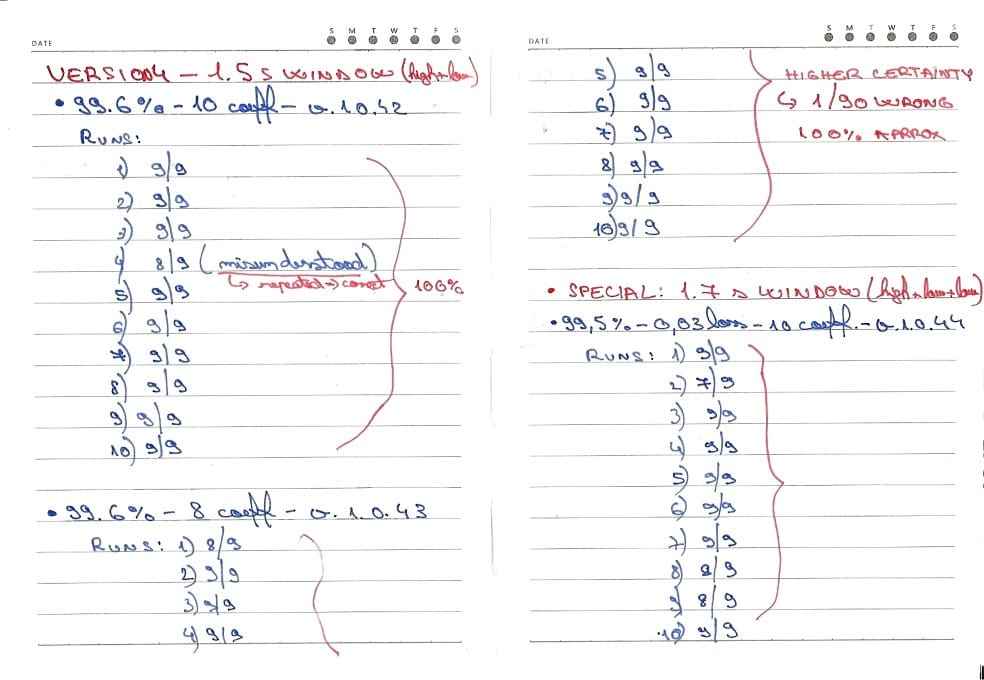 DATE
S M T W T F S
VERSION 4 - 1.5 s WINDOW (high+low)
• 99.6% - 10 coeff - v.1.0.42
RUNS:
1) 9/9
2) 9/9
3) 9/9
4) 8/9 (misunderstood)
↳ repeated → correct
100%
5) 9/9
6) 9/9
7) 9/9
8) 9/9
9) 9/9
10) 9/9
• 99.6% - 8 coeff - v.1.0.43
RUNS: 1) 8/9
2) 9/9
3) 9/9
4) 9/9
DATE
S M T W T F S
5) 9/9
6) 9/9
7) 9/9
8) 9/9
9) 9/9
10) 9/9
HIGHER CERTAINTY
↳ 1/90 WRONG
100% APROX
• SPECIAL: 1.7 s WINDOW (high+low+low)
• 99,5% - 0,03 loss - 10 coeff. - v.1.0.44
RUNS: 1) 9/9
2) 7/9
3) 9/9
4) 9/9
5) 9/9
6) 9/9
7) 9/9
8) /9
9) 8/9
10) 9/9